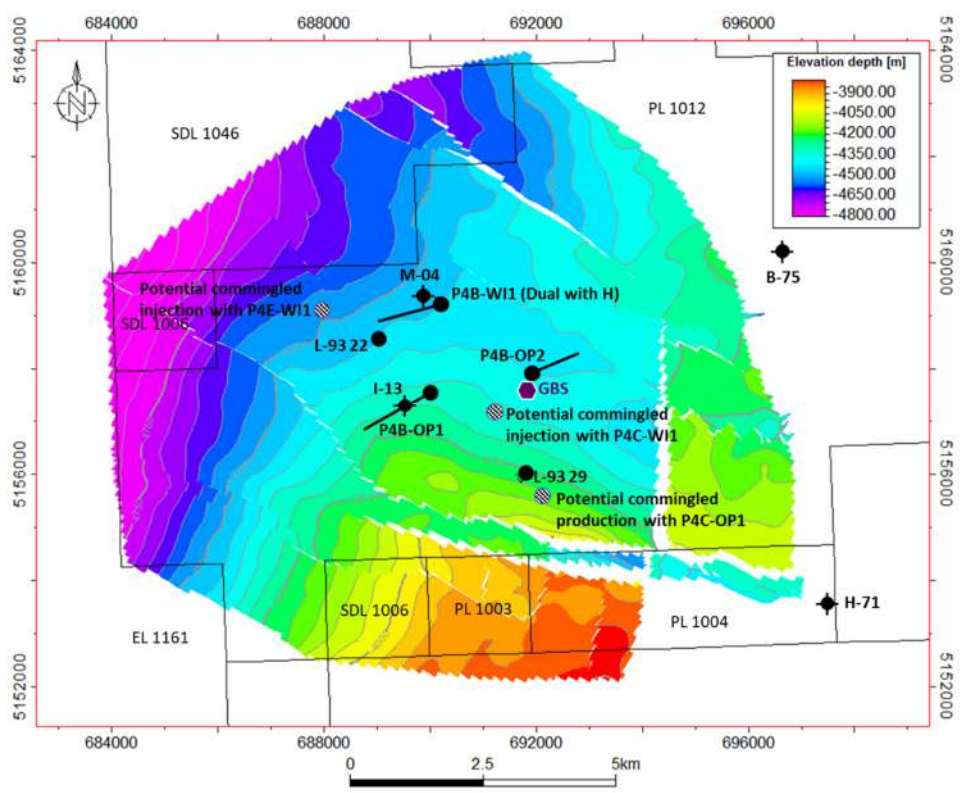 684000 688000 692000 696000
5164000
5164000
Elevation depth [m]
-3900.00
-4050.00
-4200.00
-4350.00
-4500.00
-4650.00
-4800.00
N
SDL 1046
PL 1012
5160000
5160000
M-04
B-75
Potential commingled
injection with P4E-WI1
P4B-WI1 (Dual with H)
SDL 1006
L-93 22
P4B-OP2
I-13
GBS
P4B-OP1
Potential commingled
injection with P4C-WI1
5156000
5156000
L-93 29
Potential commingled
production with P4C-OP1
SDL 1006
PL 1003
H-71
EL 1161
PL 1004
5152000
5152000
684000 688000 692000 696000
0 2.5 5km